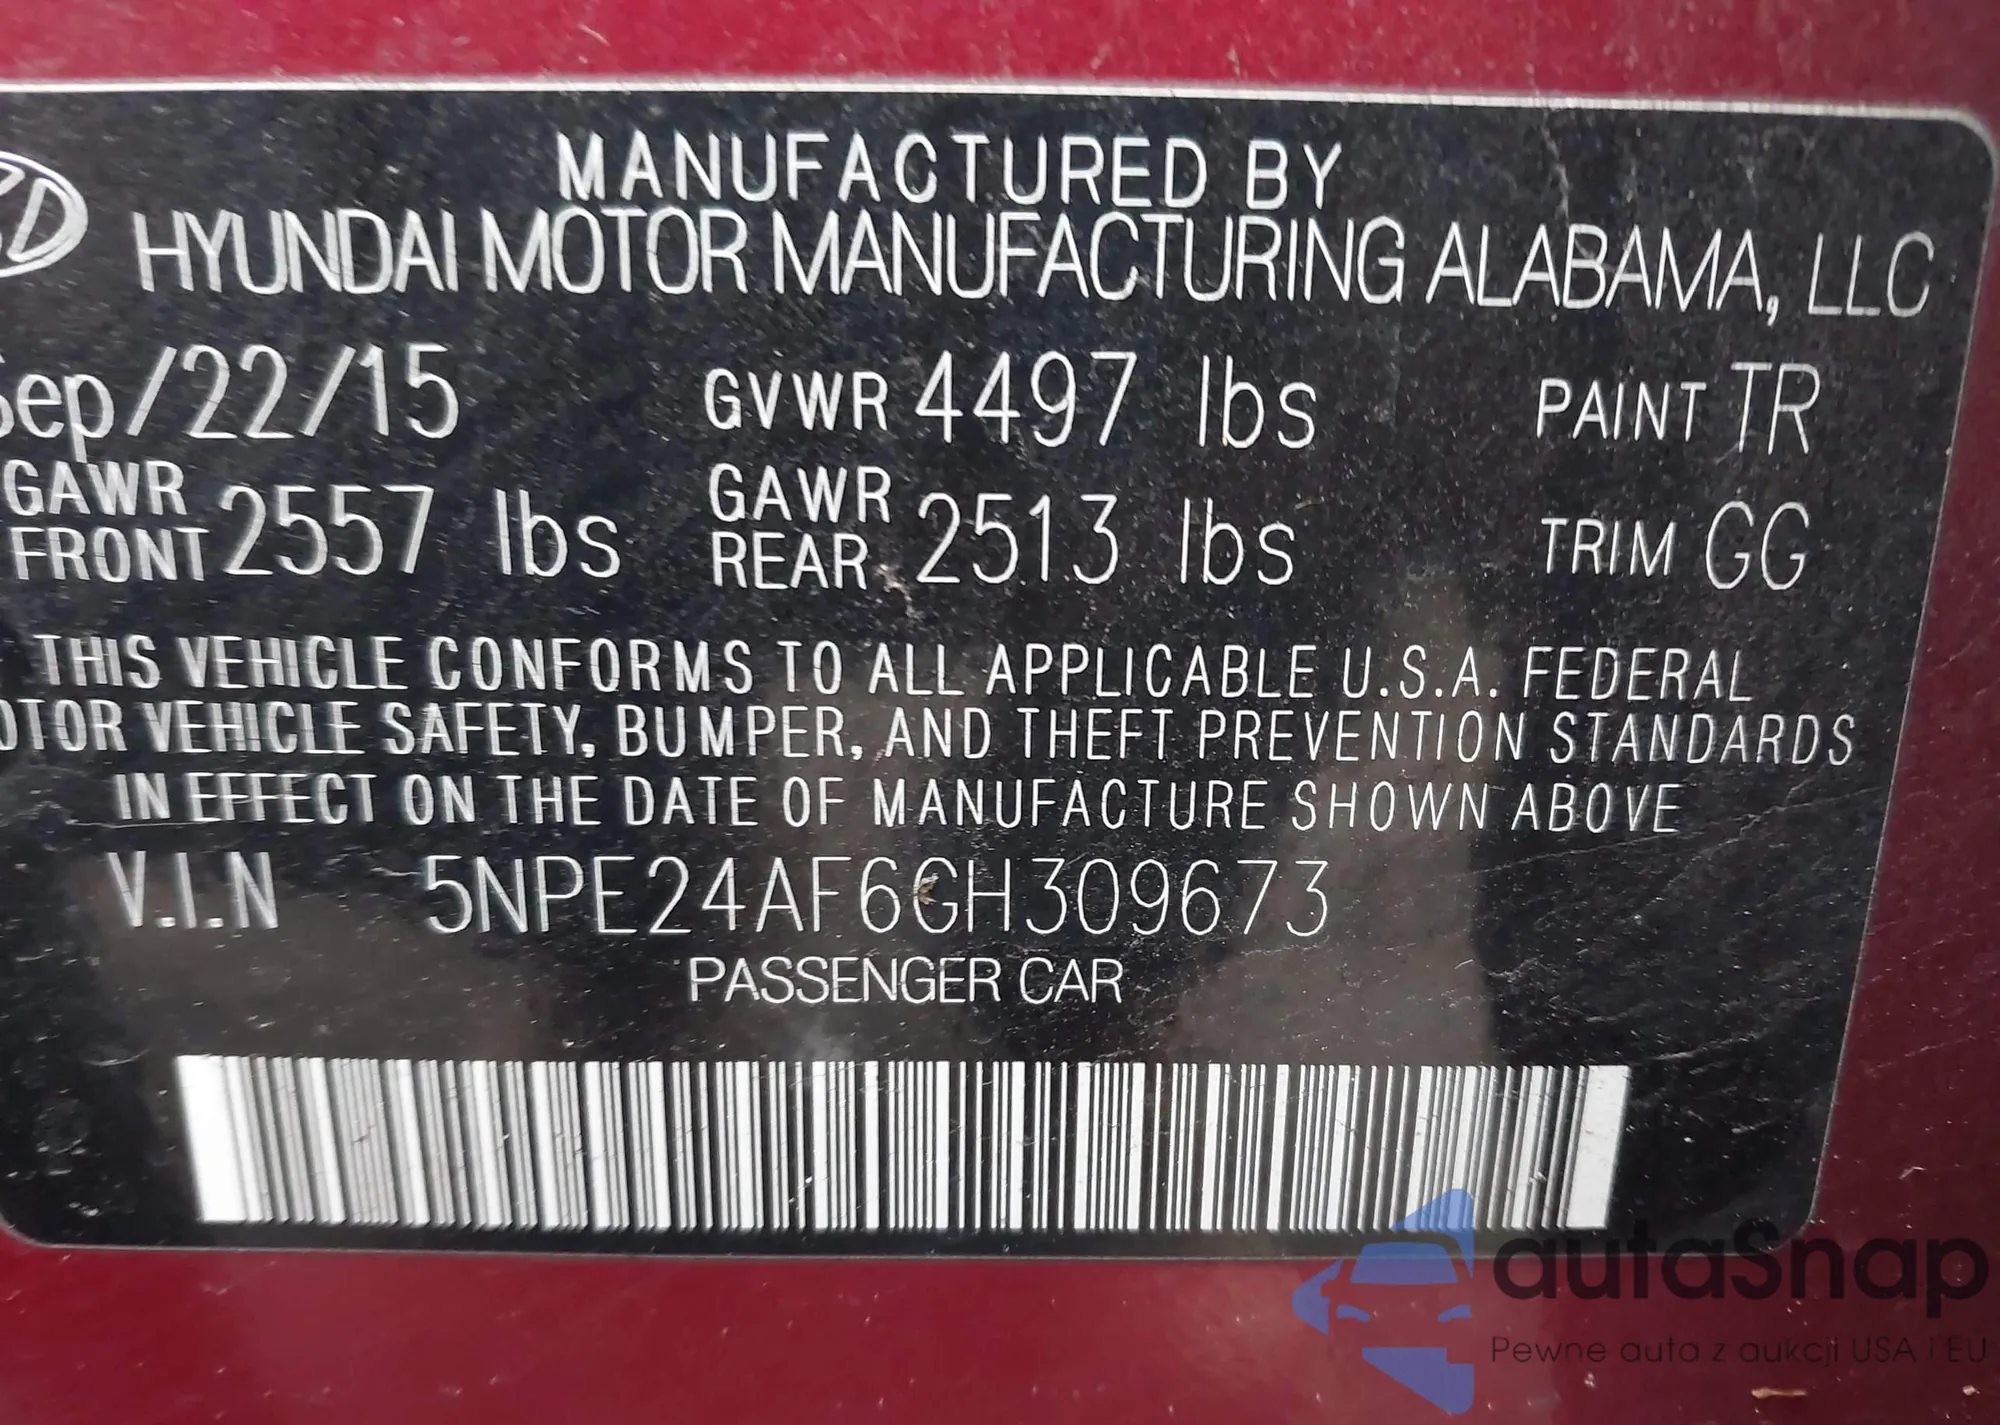 MANUFACTURED BY
HYUNDAI MOTOR MANUFACTURING ALABAMA, LLC
Sep/22/15 GVWR 4497 lbs PAINT TR
GAWR FRONT 2557 lbs GAWR REAR 2513 lbs TRIM GG
THIS VEHICLE CONFORMS TO ALL APPLICABLE U.S.A. FEDERAL
OTOR VEHICLE SAFETY, BUMPER, AND THEFT PREVENTION STANDARDS
IN EFFECT ON THE DATE OF MANUFACTURE SHOWN ABOVE
V.I.N 5NPE24AF6GH309673
PASSENGER CAR
autaSnap
Pewne auta z aukcji USA i EU